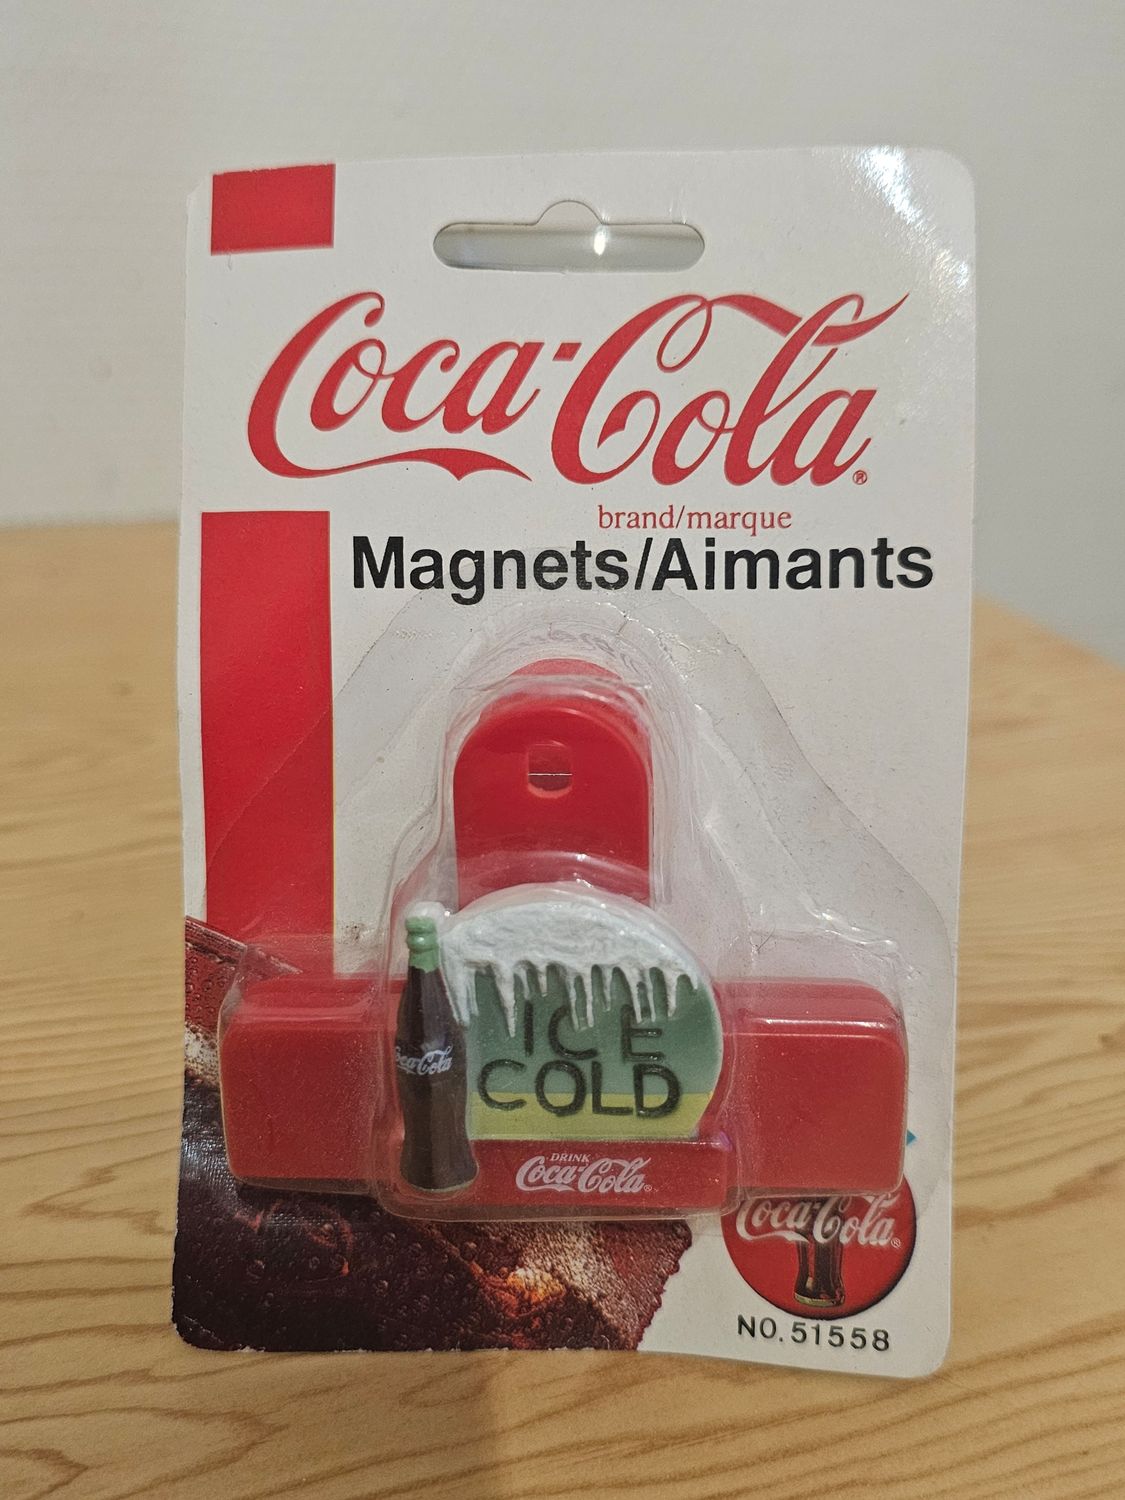 Coca-Cola®
brand/marque
Magnets/Aimants
ICE
COLD
Coca-Cola
DRINK
Coca-Cola®
Coca-Cola®
NO. 51558